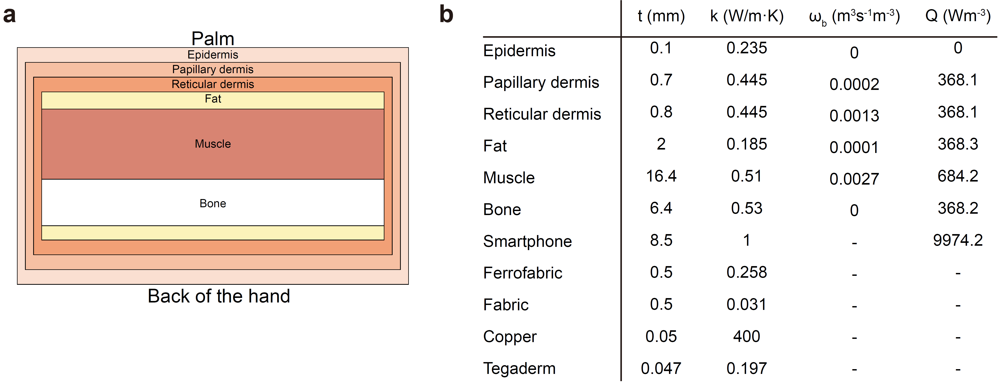 a
Palm
Epidermis
Papillary dermis
Reticular dermis
Fat
Muscle
Bone
Back of the hand
b
t (mm) k (W/m·K) ω_b (m³s⁻¹m⁻³) Q (Wm⁻³)
Epidermis 0.1 0.235 0 0
Papillary dermis 0.7 0.445 0.0002 368.1
Reticular dermis 0.8 0.445 0.0013 368.1
Fat 2 0.185 0.0001 368.3
Muscle 16.4 0.51 0.0027 684.2
Bone 6.4 0.53 0 368.2
Smartphone 8.5 1 - 9974.2
Ferrofabric 0.5 0.258 - -
Fabric 0.5 0.031 - -
Copper 0.05 400 - -
Tegaderm 0.047 0.197 - -